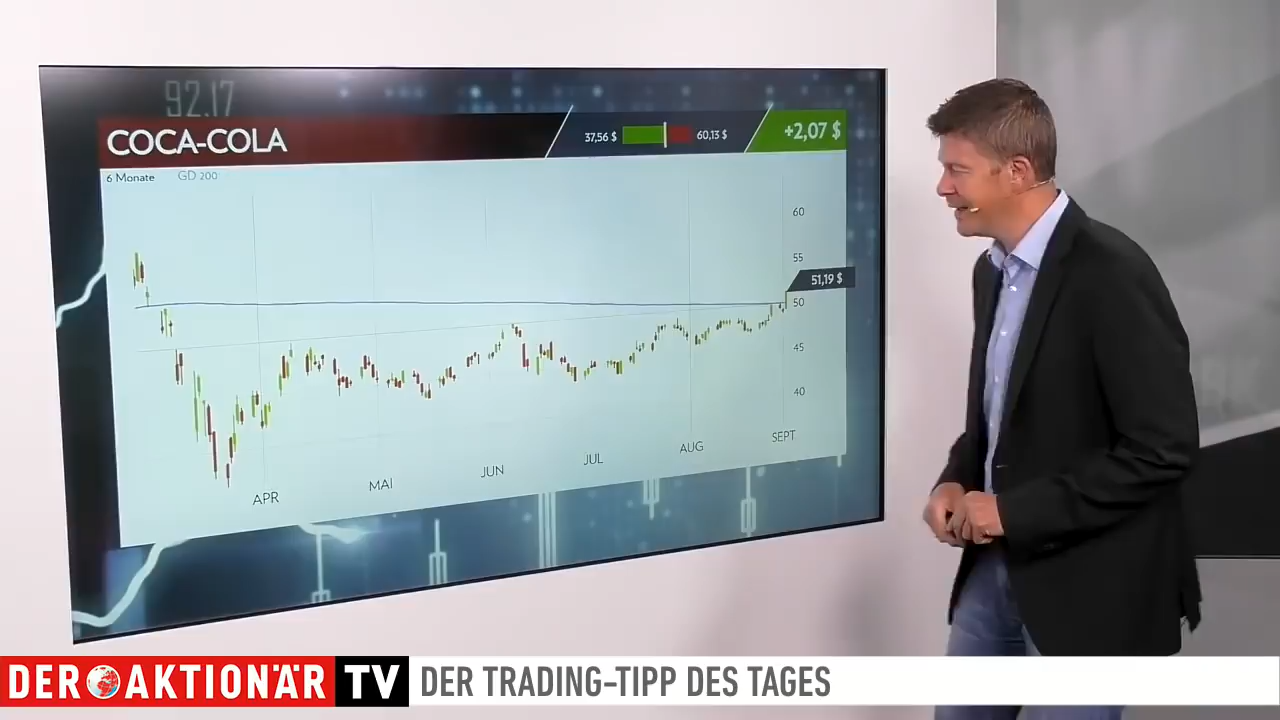 92.17
COCA-COLA
37,56 $
60,13 $
+2,07 $
6 Monate
GD 200
60
55
51,19 $
50
45
40
APR
MAI
JUN
JUL
AUG
SEPT
DER AKTIONÄR TV
DER TRADING-TIPP DES TAGES